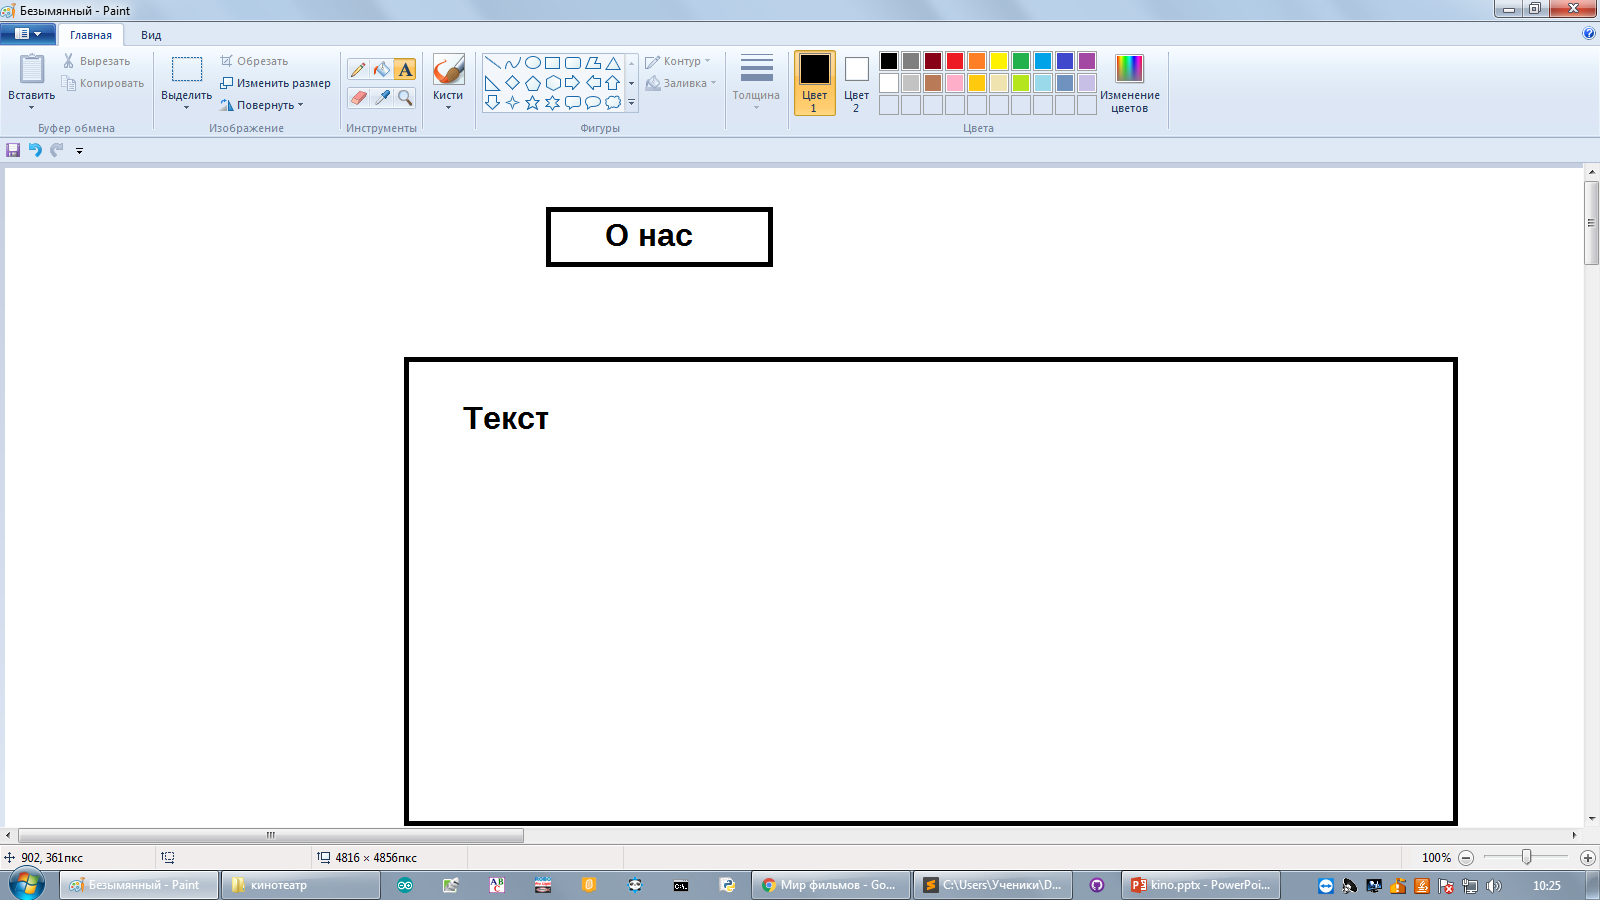 Безымянный - Paint
Главная
Вид
Вставить
Вырезать
Копировать
Буфер обмена
Выделить
Обрезать
Изменить размер
Повернуть
Изображение
A
Инструменты
Кисти
Контур
Заливка
Фигуры
Толщина
Цвет 1
Цвет 2
Изменение цветов
Цвета
О нас
Текст
902, 361пкс
4816 × 4856пкс
100%
Безымянный - Paint
кинотеатр
Мир фильмов - Go...
C:\Users\Ученики\D...
kino.pptx - PowerPoi...
10:25